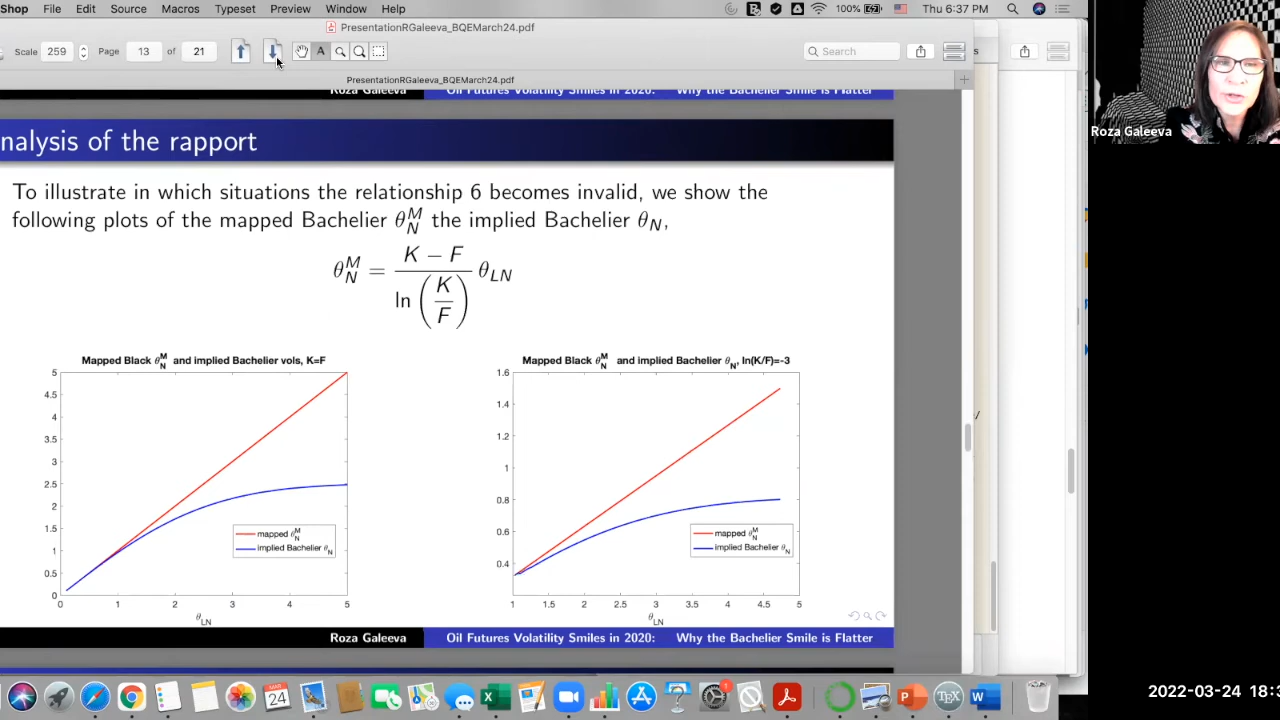 Shop File Edit Source Macros Typeset Preview Window Help 100% Thu 6:37 PM
PresentationRGaleeva_BQEMarch24.pdf
Scale 259 Page 13 of 21 A Search
PresentationRGaleeva_BQEMarch24.pdf
Roza Galeeva Oil Futures Volatility Smiles in 2020: Why the Bachelier Smile is Flatter
nalysis of the rapport
Roza Galeeva
To illustrate in which situations the relationship 6 becomes invalid, we show the
following plots of the mapped Bachelier θ_N^M the implied Bachelier θ_N,
θ_N^M = (K − F) / ln(K/F) θ_LN
Mapped Black θ_N^M and implied Bachelier vols, K=F
5
4.5
4
3.5
3
2.5
2
1.5
1
0.5
0
0 1 2 3 4 5
θ_LN
mapped θ_N^M
implied Bachelier θ_N
Mapped Black θ_N^M and implied Bachelier θ_N, ln(K/F)=-3
1.6
1.4
1.2
1
0.8
0.6
0.4
1 1.5 2 2.5 3 3.5 4 4.5 5
θ_LN
mapped θ_N^M
implied Bachelier θ_N
Roza Galeeva Oil Futures Volatility Smiles in 2020: Why the Bachelier Smile is Flatter
MAR
24
TEX
2022-03-24 18:3